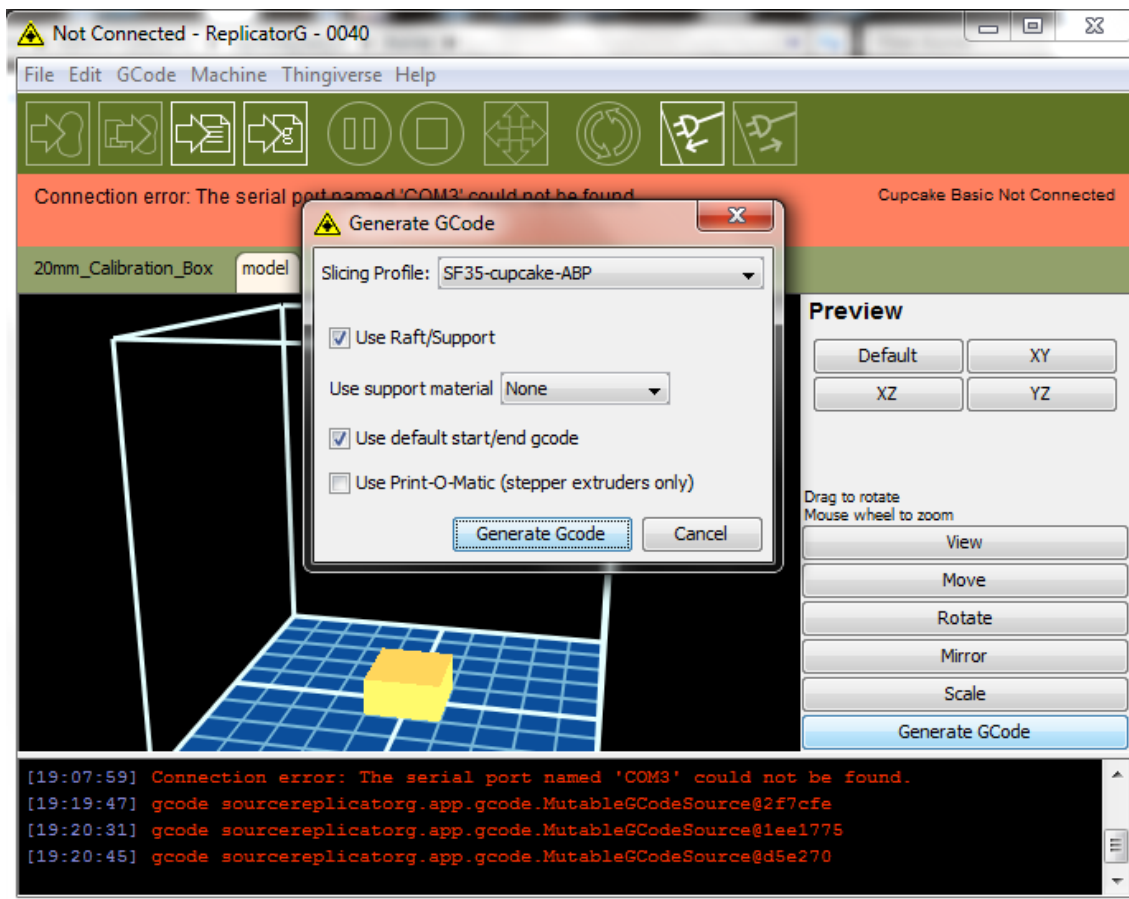 Not Connected - ReplicatorG - 0040
File Edit GCode Machine Thingiverse Help
g
Connection error: The serial port named 'COM3' could not be found
Cupcake Basic Not Connected
20mm_Calibration_Box model
Generate GCode
Slicing Profile: SF35-cupcake-ABP
Use Raft/Support
Use support material None
Use default start/end gcode
Use Print-O-Matic (stepper extruders only)
Generate Gcode Cancel
Preview
Default XY
XZ YZ
Drag to rotate
Mouse wheel to zoom
View
Move
Rotate
Mirror
Scale
Generate GCode
[19:07:59] Connection error: The serial port named 'COM3' could not be found.
[19:19:47] gcode sourcereplicatorg.app.gcode.MutableGCodeSource@2f7cfe
[19:20:31] gcode sourcereplicatorg.app.gcode.MutableGCodeSource@1ee1775
[19:20:45] gcode sourcereplicatorg.app.gcode.MutableGCodeSource@d5e270